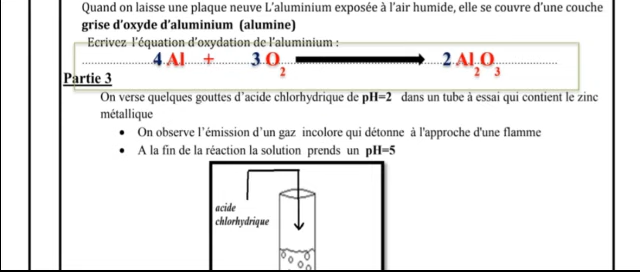 Quand on laisse une plaque neuve L'aluminium exposée à l'air humide, elle se couvre d'une couche
grise d'oxyde d'aluminium (alumine)
Ecrivez l'équation d'oxydation de l'aluminium :
4 Al + 3 O2 → 2 Al2O3
Partie 3
On verse quelques gouttes d'acide chlorhydrique de pH=2 dans un tube à essai qui contient le zinc
métallique
• On observe l'émission d'un gaz incolore qui détonne à l'approche d'une flamme
• A la fin de la réaction la solution prends un pH=5
acide
chlorhydrique